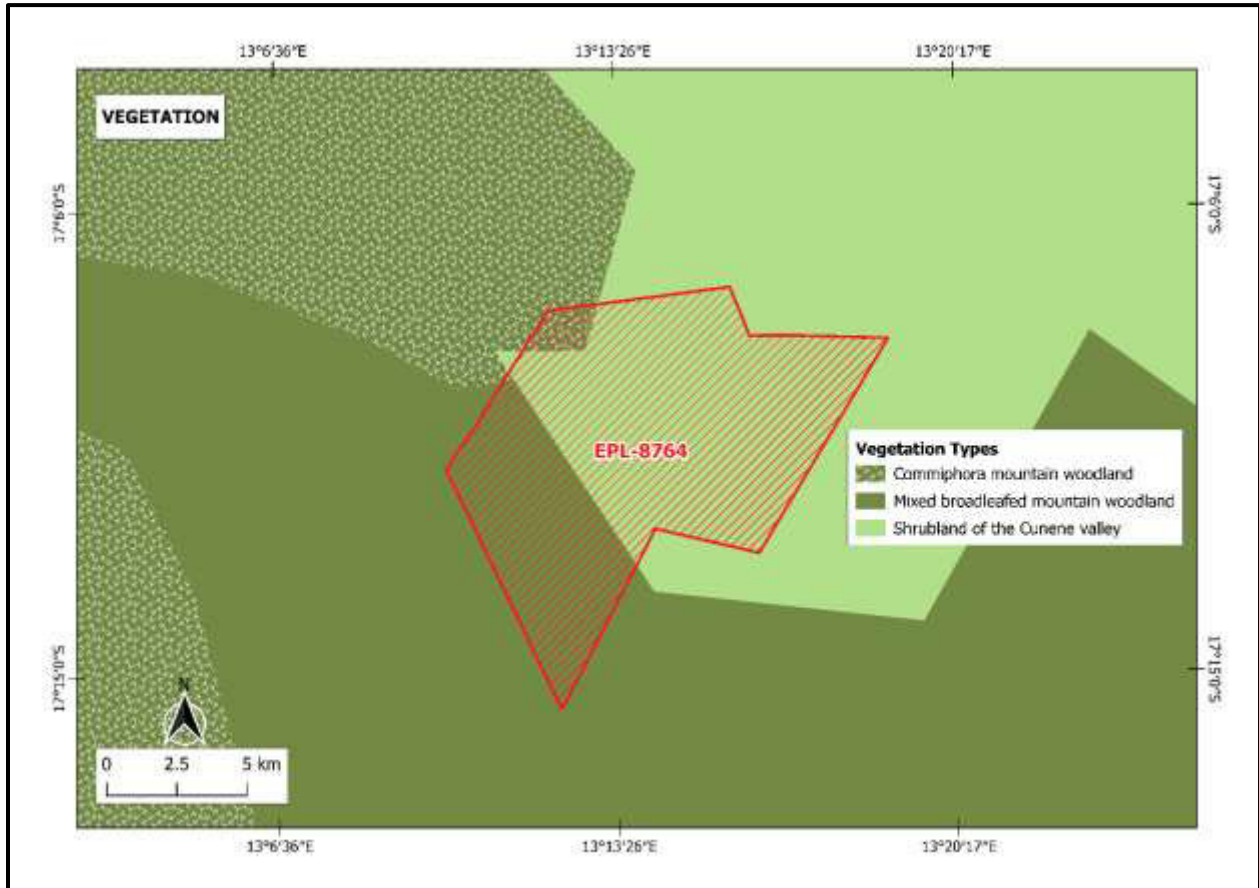 13°6'36"E 13°13'26"E 13°20'17"E
VEGETATION
17°6'0"S
17°6'0"S
EPL-8764
Vegetation Types
Commiphora mountain woodland
Mixed broadleafed mountain woodland
Shrubland of the Cunene valley
17°15'0"S
17°15'0"S
N
0 2.5 5 km
13°6'36"E 13°13'26"E 13°20'17"E